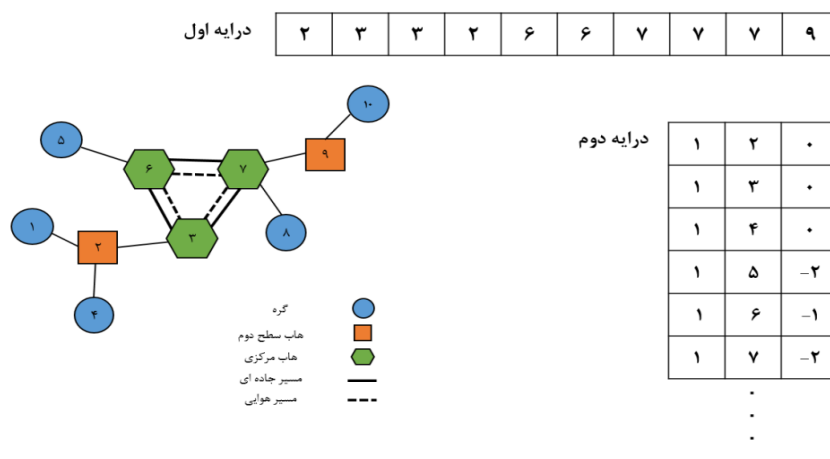 درایه اول
۲ ۳ ۳ ۲ ۶ ۶ ۷ ۷ ۷ ۹
۱۰
۵
۶
۷
۹
۱
۲
۳
۸
۴
گره
هاب سطح دوم
هاب مرکزی
مسیر جاده ای
مسیر هوایی
درایه دوم
۱ ۲ ۰
۱ ۳ ۰
۱ ۴ ۰
۱ ۵ −۲
۱ ۶ −۱
۱ ۷ −۲
.
.
.